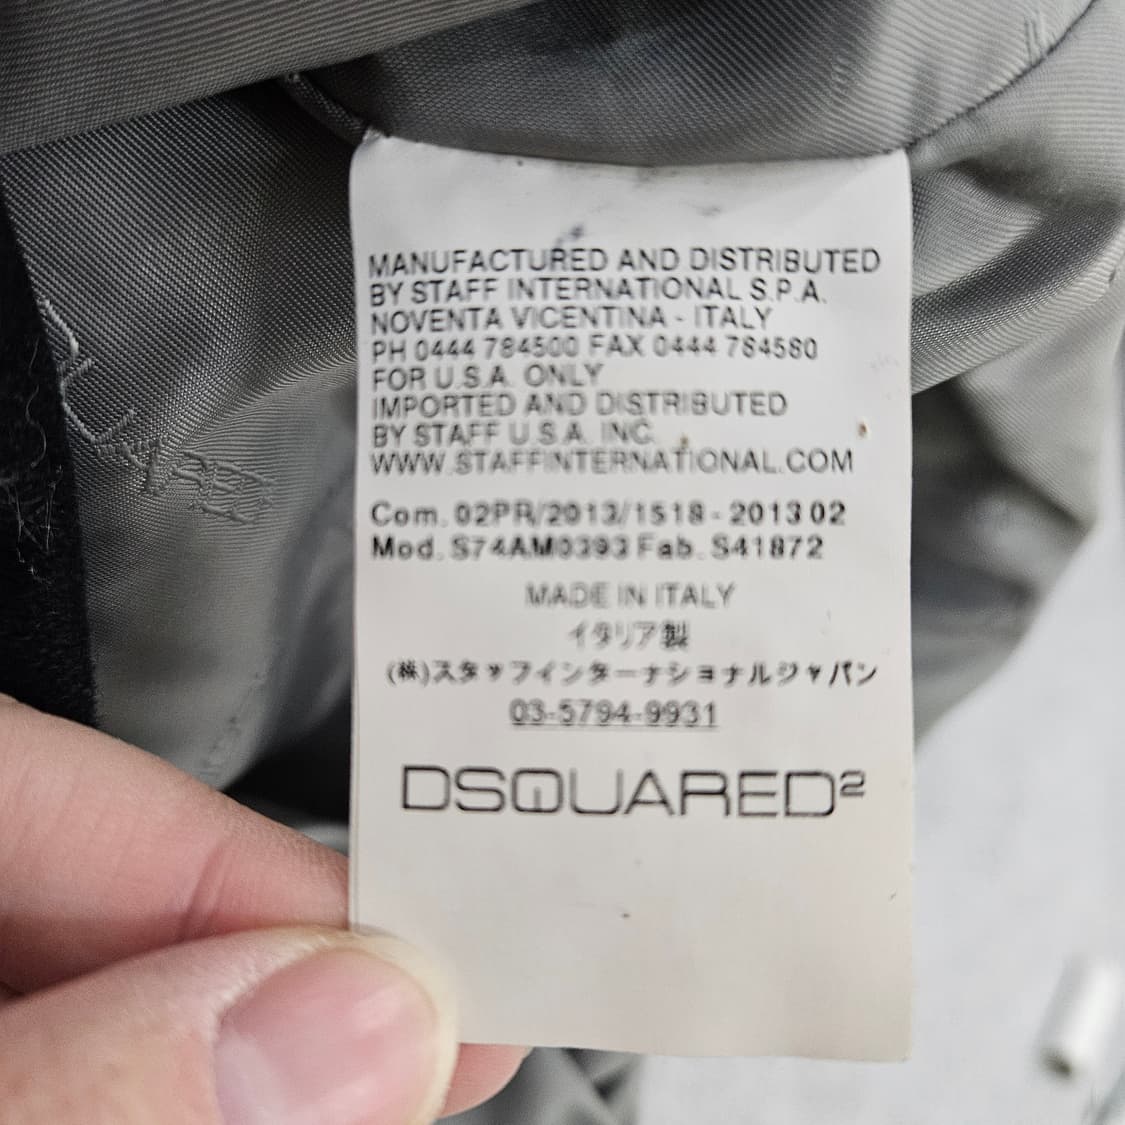 MANUFACTURED AND DISTRIBUTED
BY STAFF INTERNATIONAL S.P.A.
NOVENTA VICENTINA - ITALY
PH 0444 784500 FAX 0444 784580
FOR U.S.A. ONLY
IMPORTED AND DISTRIBUTED
BY STAFF U.S.A. INC.
WWW.STAFFINTERNATIONAL.COM
Com. 02PR/2013/1518 - 2013 02
Mod. S74AM0393 Fab. S41872
MADE IN ITALY
イタリア製
(株)スタッフインターナショナルジャパン
03-5794-9931
DSQUARED2